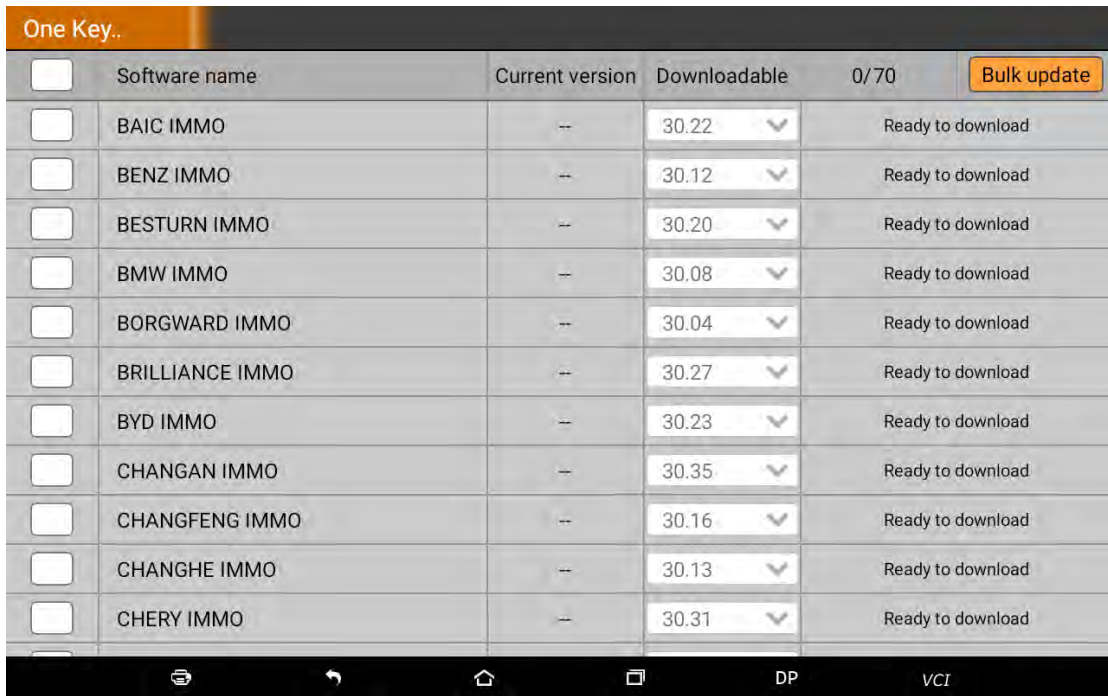 One Key..
Software name Current version Downloadable 0/70 Bulk update
BAIC IMMO -- 30.22 Ready to download
BENZ IMMO -- 30.12 Ready to download
BESTURN IMMO -- 30.20 Ready to download
BMW IMMO -- 30.08 Ready to download
BORGWARD IMMO -- 30.04 Ready to download
BRILLIANCE IMMO -- 30.27 Ready to download
BYD IMMO -- 30.23 Ready to download
CHANGAN IMMO -- 30.35 Ready to download
CHANGFENG IMMO -- 30.16 Ready to download
CHANGHE IMMO -- 30.13 Ready to download
CHERY IMMO -- 30.31 Ready to download
DP VCI